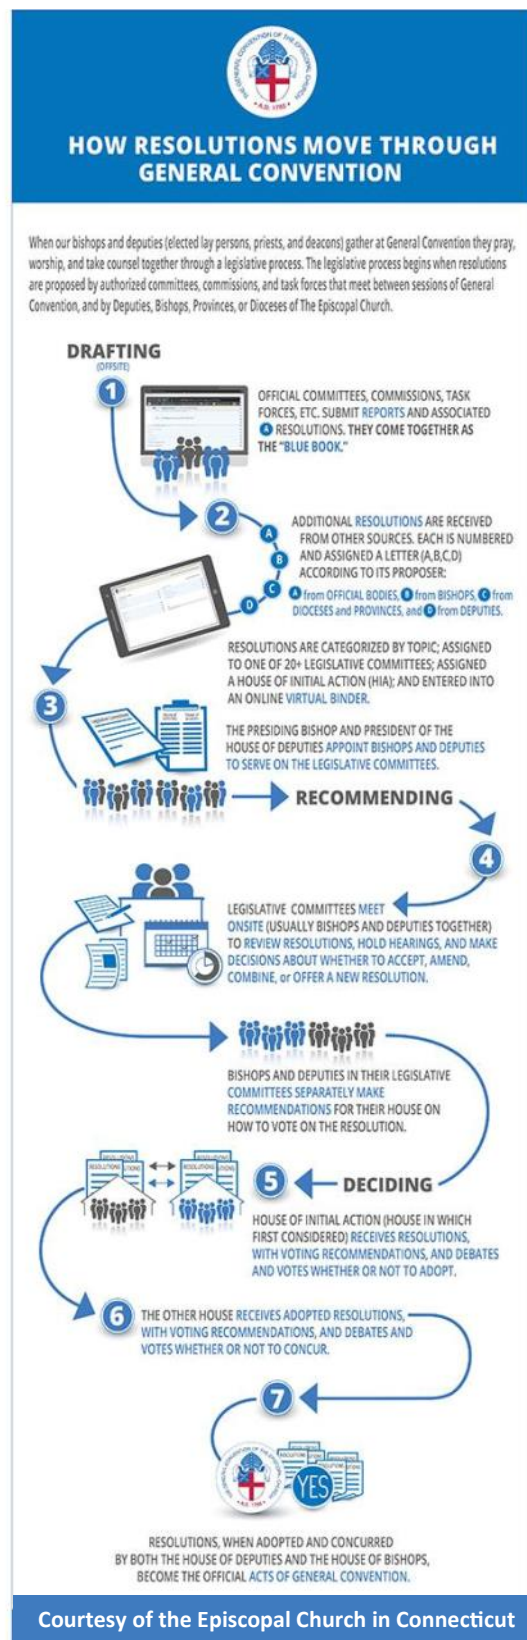 THE GENERAL CONVENTION OF THE EPISCOPAL CHURCH
• A.D. 1785 •
HOW RESOLUTIONS MOVE THROUGH
GENERAL CONVENTION
When our bishops and deputies (elected lay persons, priests, and deacons) gather at General Convention they pray,
worship, and take counsel together through a legislative process. The legislative process begins when resolutions
are proposed by authorized committees, commissions, and task forces that meet between sessions of General
Convention, and by Deputies, Bishops, Provinces, or Dioceses of The Episcopal Church.
DRAFTING
(OFFSITE)
1
OFFICIAL COMMITTEES, COMMISSIONS, TASK
FORCES, ETC. SUBMIT REPORTS AND ASSOCIATED
A RESOLUTIONS. THEY COME TOGETHER AS
THE "BLUE BOOK."
2
A
B
C
D
ADDITIONAL RESOLUTIONS ARE RECEIVED
FROM OTHER SOURCES. EACH IS NUMBERED
AND ASSIGNED A LETTER (A,B,C,D)
ACCORDING TO ITS PROPOSER:
A from OFFICIAL BODIES, B from BISHOPS, C from
DIOCESES and PROVINCES, and D from DEPUTIES.
3
RESOLUTIONS ARE CATEGORIZED BY TOPIC; ASSIGNED
TO ONE OF 20+ LEGISLATIVE COMMITTEES; ASSIGNED
A HOUSE OF INITIAL ACTION (HIA); AND ENTERED INTO
AN ONLINE VIRTUAL BINDER.
THE PRESIDING BISHOP AND PRESIDENT OF THE
HOUSE OF DEPUTIES APPOINT BISHOPS AND DEPUTIES
TO SERVE ON THE LEGISLATIVE COMMITTEES.
RECOMMENDING
4
LEGISLATIVE COMMITTEES MEET
ONSITE (USUALLY BISHOPS AND DEPUTIES TOGETHER)
TO REVIEW RESOLUTIONS, HOLD HEARINGS, AND MAKE
DECISIONS ABOUT WHETHER TO ACCEPT, AMEND,
COMBINE, or OFFER A NEW RESOLUTION.
BISHOPS AND DEPUTIES IN THEIR LEGISLATIVE
COMMITTEES SEPARATELY MAKE
RECOMMENDATIONS FOR THEIR HOUSE ON
HOW TO VOTE ON THE RESOLUTION.
RESOLUTIONS
RESOLUTIONS
5
DECIDING
HOUSE OF INITIAL ACTION (HOUSE IN WHICH
FIRST CONSIDERED) RECEIVES RESOLUTIONS,
WITH VOTING RECOMMENDATIONS, AND DEBATES
AND VOTES WHETHER OR NOT TO ADOPT.
6
THE OTHER HOUSE RECEIVES ADOPTED RESOLUTIONS,
WITH VOTING RECOMMENDATIONS, AND DEBATES AND
VOTES WHETHER OR NOT TO CONCUR.
7
YES
RESOLUTIONS, WHEN ADOPTED AND CONCURRED
BY BOTH THE HOUSE OF DEPUTIES AND THE HOUSE OF BISHOPS,
BECOME THE OFFICIAL ACTS OF GENERAL CONVENTION.
Courtesy of the Episcopal Church in Connecticut